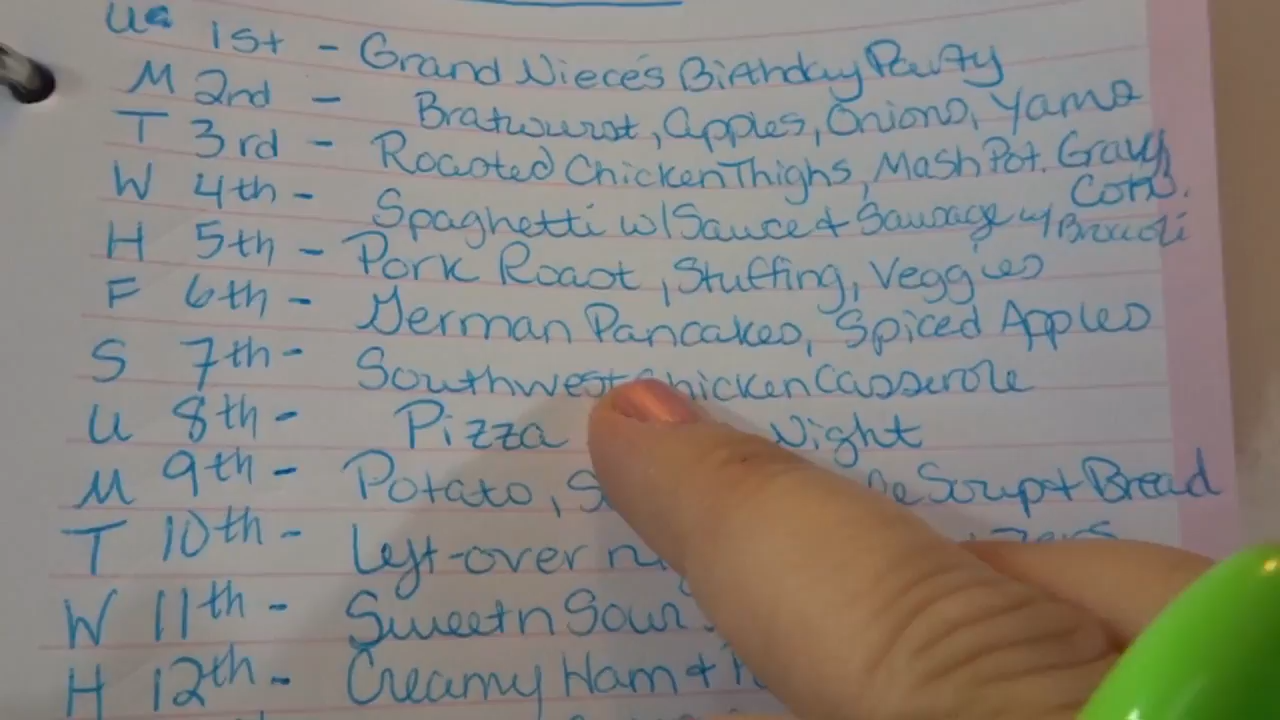 U 1st - Grand Niece's Birthday Party
M 2nd - Bratwurst, apples, Onions, Yams
T 3rd - Roasted Chicken Thighs, Mash Pot. Gravy
Corn.
W 4th - Spaghetti w/ Sauce & Sausage w/ Broccoli
H 5th - Pork Roast, Stuffing, Veggies
F 6th - German Pancakes, Spiced Apples
S 7th - Southwest Chicken Casserole
U 8th - Pizza Night
M 9th - Potato, Soup + Bread
T 10th - Left-over
W 11th - Sweet n Sour
H 12th - Creamy Ham +